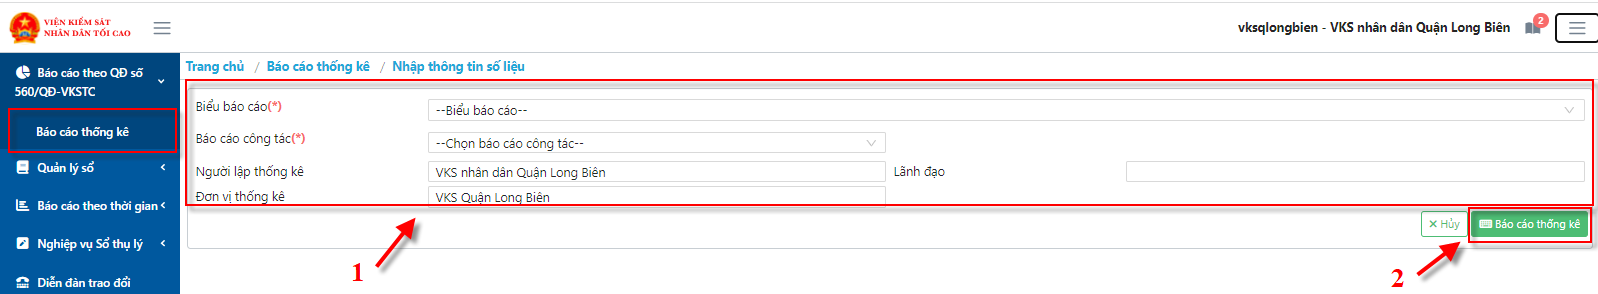 VIỆN KIỂM SÁT
NHÂN DÂN TỐI CAO
vksqlongbien - VKS nhân dân Quận Long Biên
2
Báo cáo theo QĐ số
560/QĐ-VKSTC
Báo cáo thống kê
Quản lý sổ
Báo cáo theo thời gian
Nghiệp vụ Sổ thụ lý
Diễn đàn trao đổi
Trang chủ / Báo cáo thống kê / Nhập thông tin số liệu
Biểu báo cáo(*) --Biểu báo cáo--
Báo cáo công tác(*) --Chọn báo cáo công tác--
Người lập thống kê VKS nhân dân Quận Long Biên Lãnh đạo
Đơn vị thống kê VKS Quận Long Biên
× Hủy Báo cáo thống kê
1
2